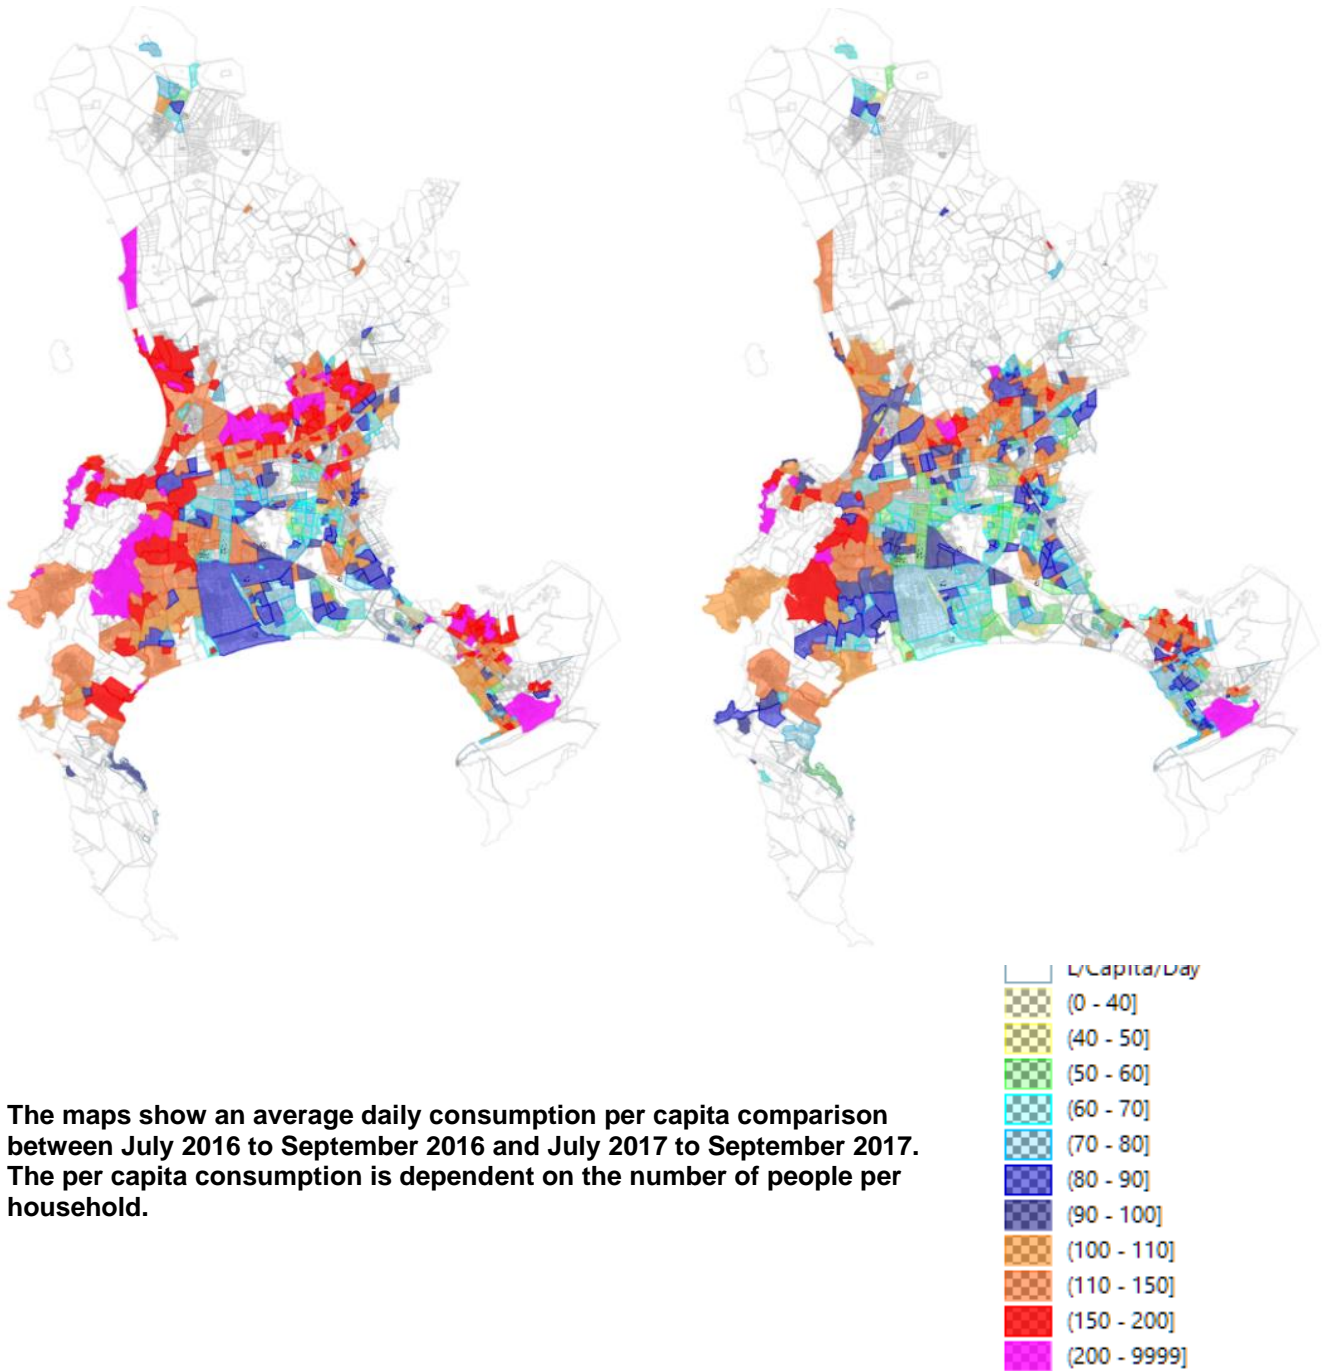 L/Capita/Day
(0 - 40]
(40 - 50]
(50 - 60]
(60 - 70]
(70 - 80]
(80 - 90]
(90 - 100]
(100 - 110]
(110 - 150]
(150 - 200]
(200 - 9999]
The maps show an average daily consumption per capita comparison
between July 2016 to September 2016 and July 2017 to September 2017.
The per capita consumption is dependent on the number of people per
household.